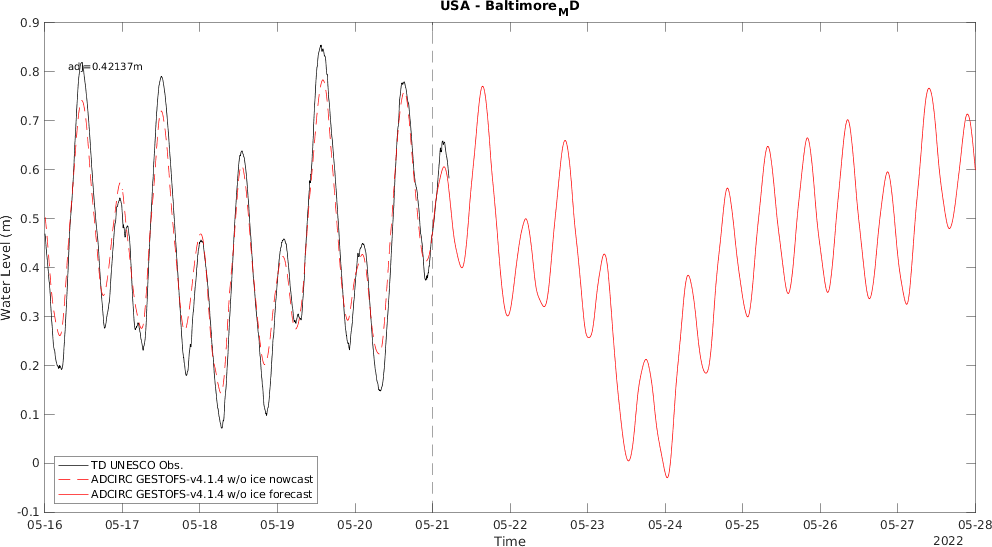 USA - Baltimore_MD
0.9
0.8
0.7
0.6
0.5
0.4
0.3
0.2
0.1
0
-0.1
Water Level (m)
adj=0.42137m
TD UNESCO Obs.
ADCIRC GESTOFS-v4.1.4 w/o ice nowcast
ADCIRC GESTOFS-v4.1.4 w/o ice forecast
05-16 05-17 05-18 05-19 05-20 05-21 05-22 05-23 05-24 05-25 05-26 05-27 05-28
Time
2022